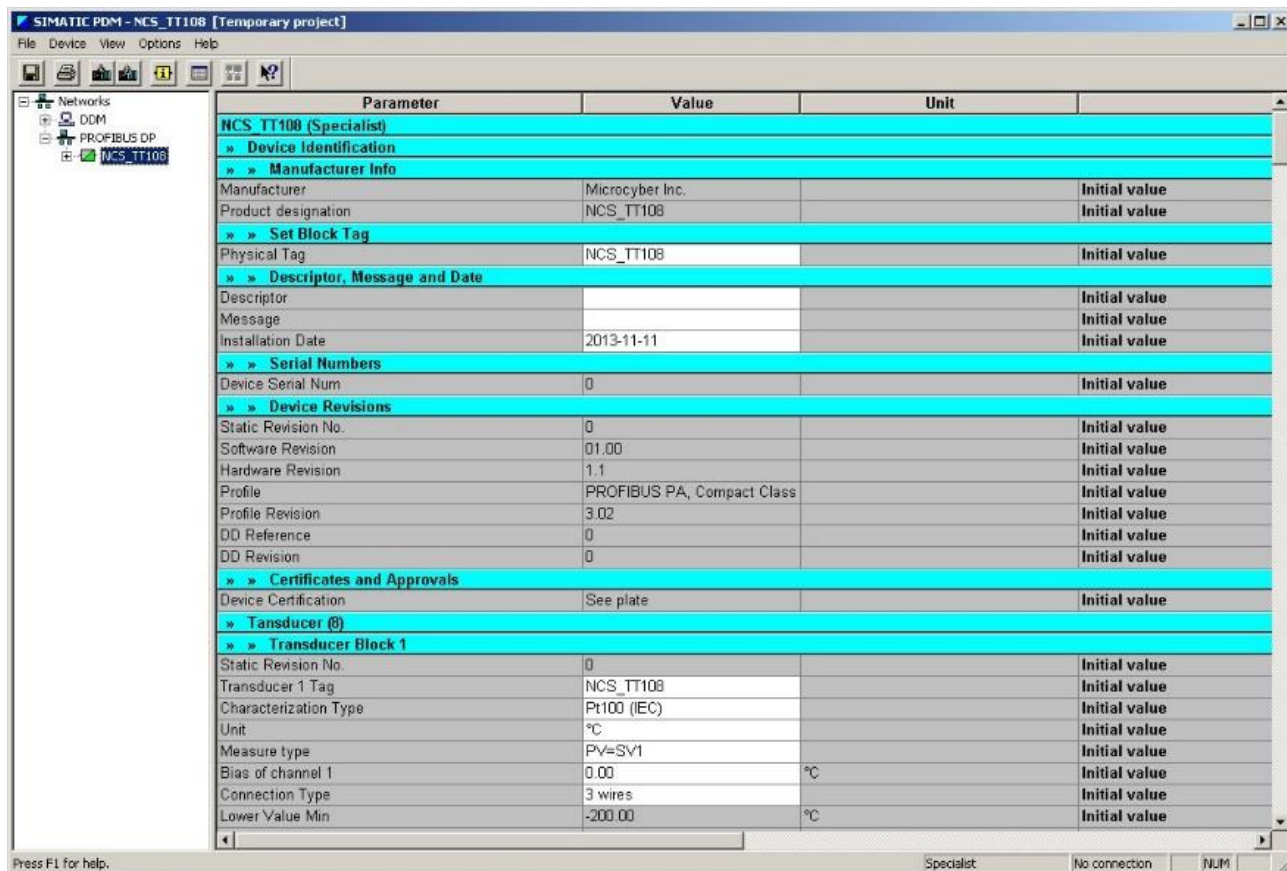 SIMATIC PDM - NCS_TT108 [Temporary project]
File Device View Options Help
Networks
DDM
PROFIBUS DP
NCS_TT108
Parameter Value Unit
NCS_TT108 (Specialist)
» Device Identification
» » Manufacturer Info
Manufacturer Microcyber Inc. Initial value
Product designation NCS_TT108 Initial value
» » Set Block Tag
Physical Tag NCS_TT108 Initial value
» » Descriptor, Message and Date
Descriptor Initial value
Message Initial value
Installation Date 2013-11-11 Initial value
» » Serial Numbers
Device Serial Num 0 Initial value
» » Device Revisions
Static Revision No. 0 Initial value
Software Revision 01.00 Initial value
Hardware Revision 1.1 Initial value
Profile PROFIBUS PA, Compact Class Initial value
Profile Revision 3.02 Initial value
DD Reference 0 Initial value
DD Revision 0 Initial value
» » Certificates and Approvals
Device Certification See plate Initial value
» Tansducer (8)
» » Transducer Block 1
Static Revision No. 0 Initial value
Transducer 1 Tag NCS_TT108 Initial value
Characterization Type Pt100 (IEC) Initial value
Unit °C Initial value
Measure type PV=SV1 Initial value
Bias of channel 1 0.00 °C Initial value
Connection Type 3 wires Initial value
Lower Value Min -200.00 °C Initial value
Press F1 for help. Specialist No connection NUM